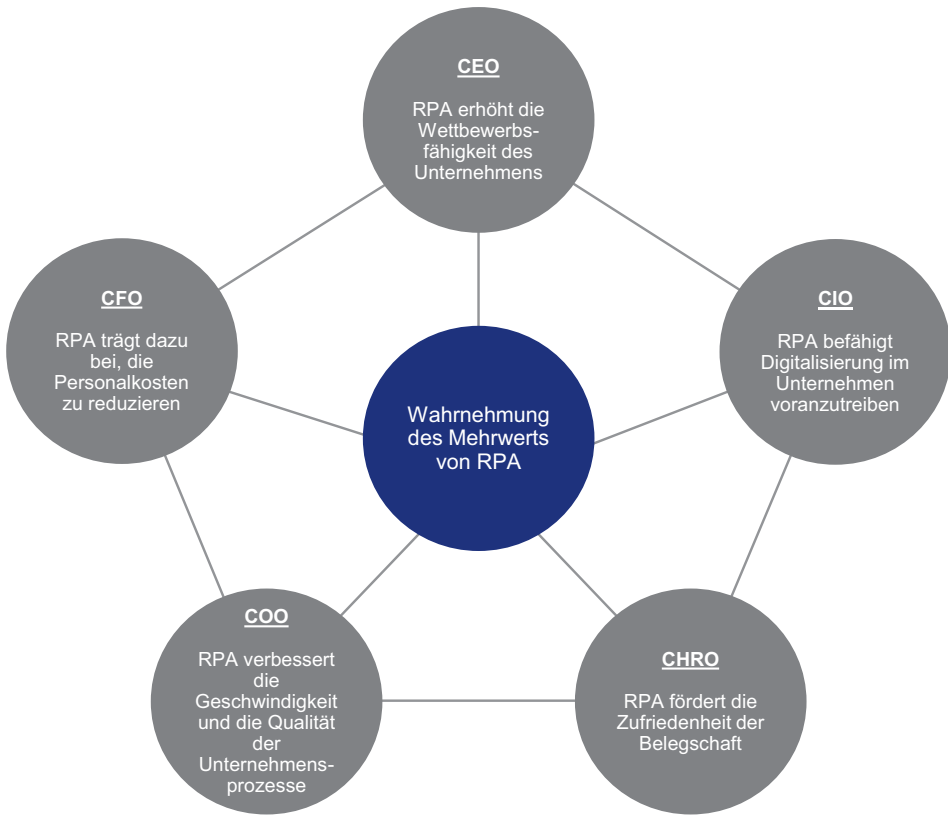 CEO
RPA erhöht die
Wettbewerbs-
fähigkeit des
Unternehmens
CFO
RPA trägt dazu
bei, die
Personalkosten
zu reduzieren
CIO
RPA befähigt
Digitalisierung im
Unternehmen
voranzutreiben
Wahrnehmung
des Mehrwerts
von RPA
COO
RPA verbessert
die
Geschwindigkeit
und die Qualität
der
Unternehmens-
prozesse
CHRO
RPA fördert die
Zufriedenheit der
Belegschaft